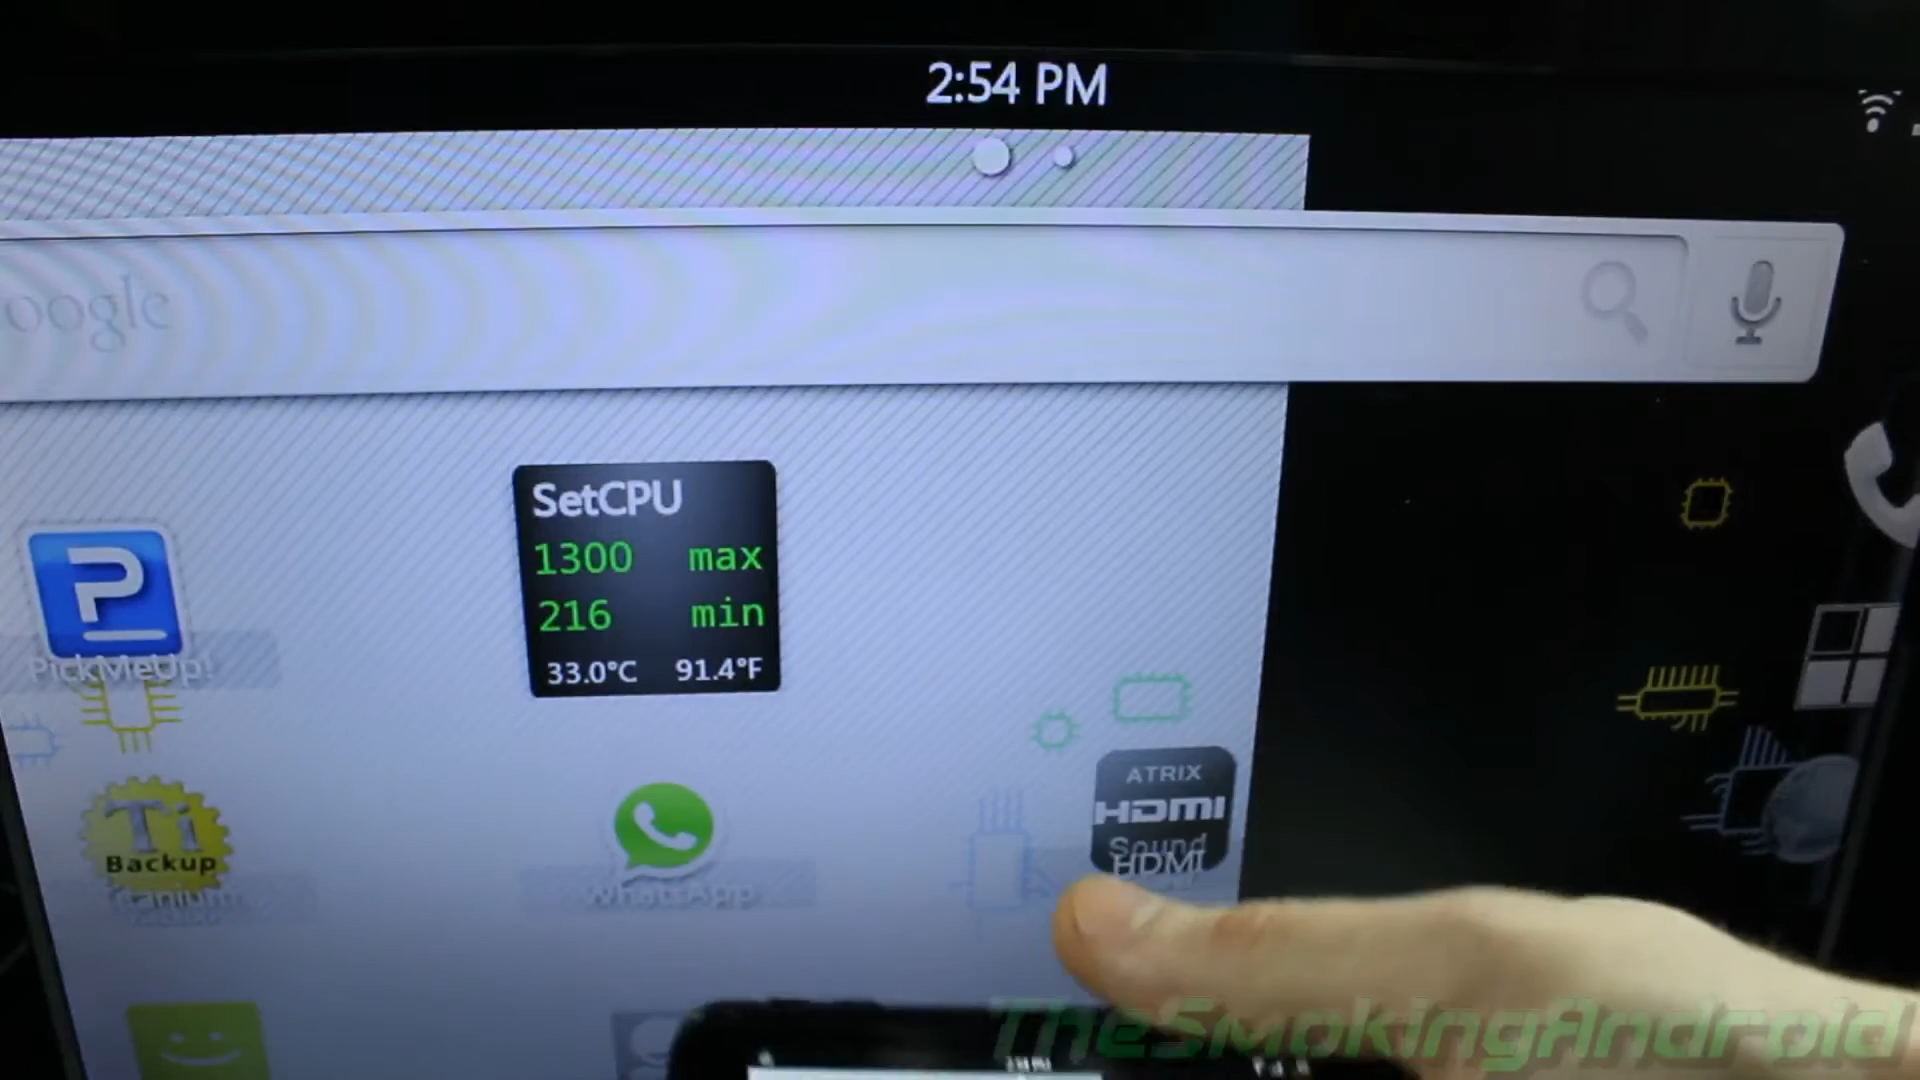 2:54 PM
oogle
SetCPU
1300 max
216 min
33.0°C 91.4°F
PickMeUp!
Ti
Backup
Titanium
WhatsApp
ATRIX
HDMI
Sound
HDMI
TheSmokingAndroid